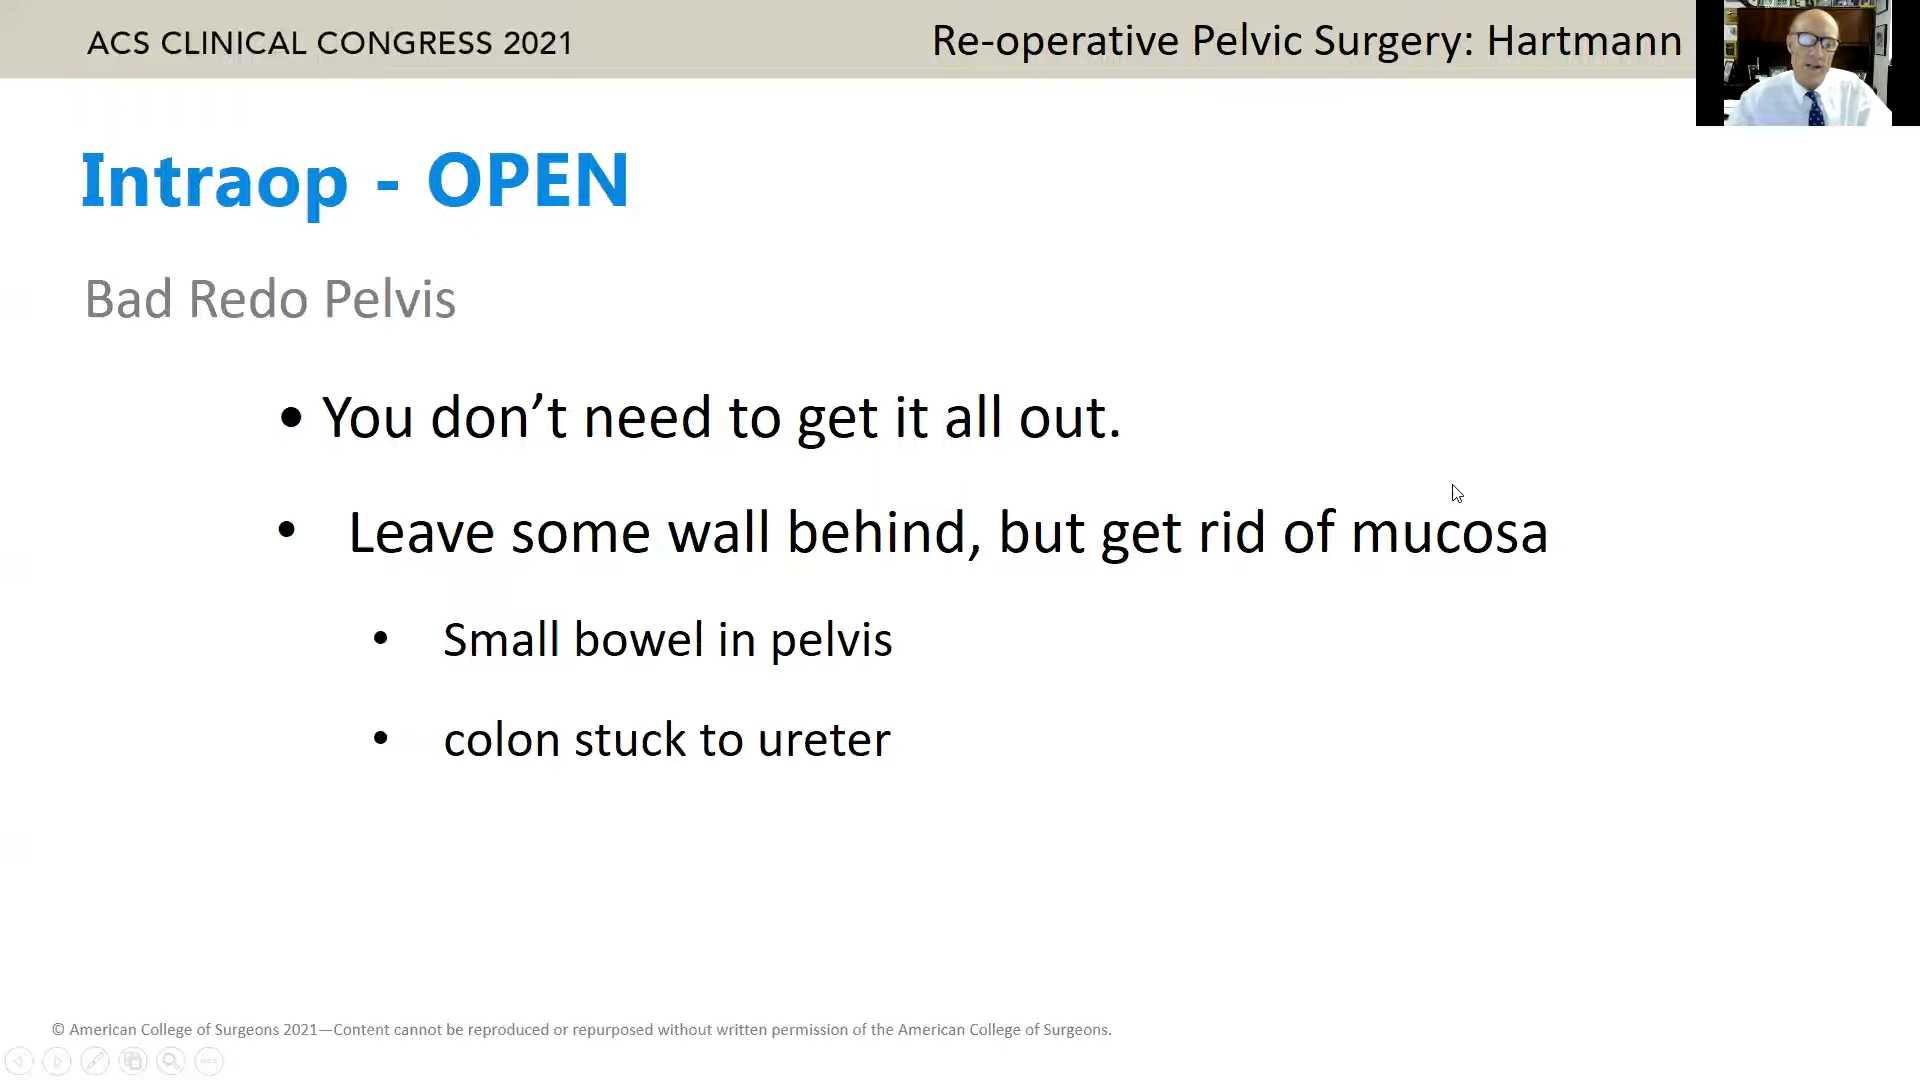 ACS CLINICAL CONGRESS 2021
Re-operative Pelvic Surgery: Hartmann
Intraop - OPEN
Bad Redo Pelvis
• You don’t need to get it all out.
• Leave some wall behind, but get rid of mucosa
• Small bowel in pelvis
• colon stuck to ureter
© American College of Surgeons 2021—Content cannot be reproduced or repurposed without written permission of the American College of Surgeons.